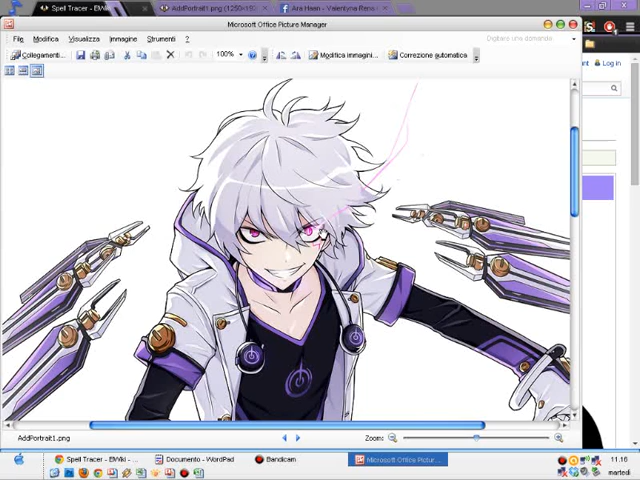 Spell Tracer - ElWiki
AddPortrait1.png (1250×15
Ara Haan - Valentyne Rena
Microsoft Office Picture Manager
File Modifica Visualizza Immagine Strumenti ? Digitare una domanda
Collegamenti... 100% Modifica immagini... Correzione automatica
Log in
AddPortrait1.png Zoom:
Spell Tracer - ElWiki - ... Documento - WordPad Bandicam Microsoft Office Pictur... 11.16
martedì